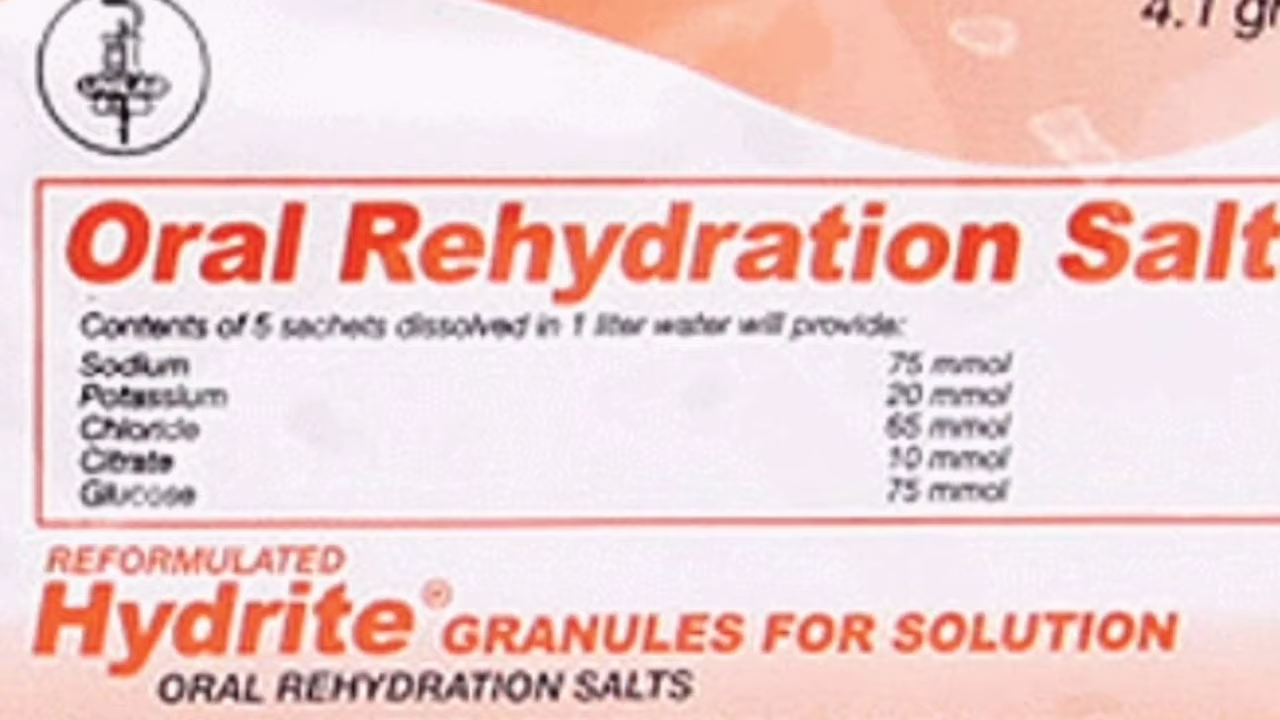 4.1 gr
Oral Rehydration Salt
Contents of 5 sachets dissolved in 1 liter water will provide:
Sodium 75 mmol
Potassium 20 mmol
Chloride 65 mmol
Citrate 10 mmol
Glucose 75 mmol
REFORMULATED
Hydrite® GRANULES FOR SOLUTION
ORAL REHYDRATION SALTS